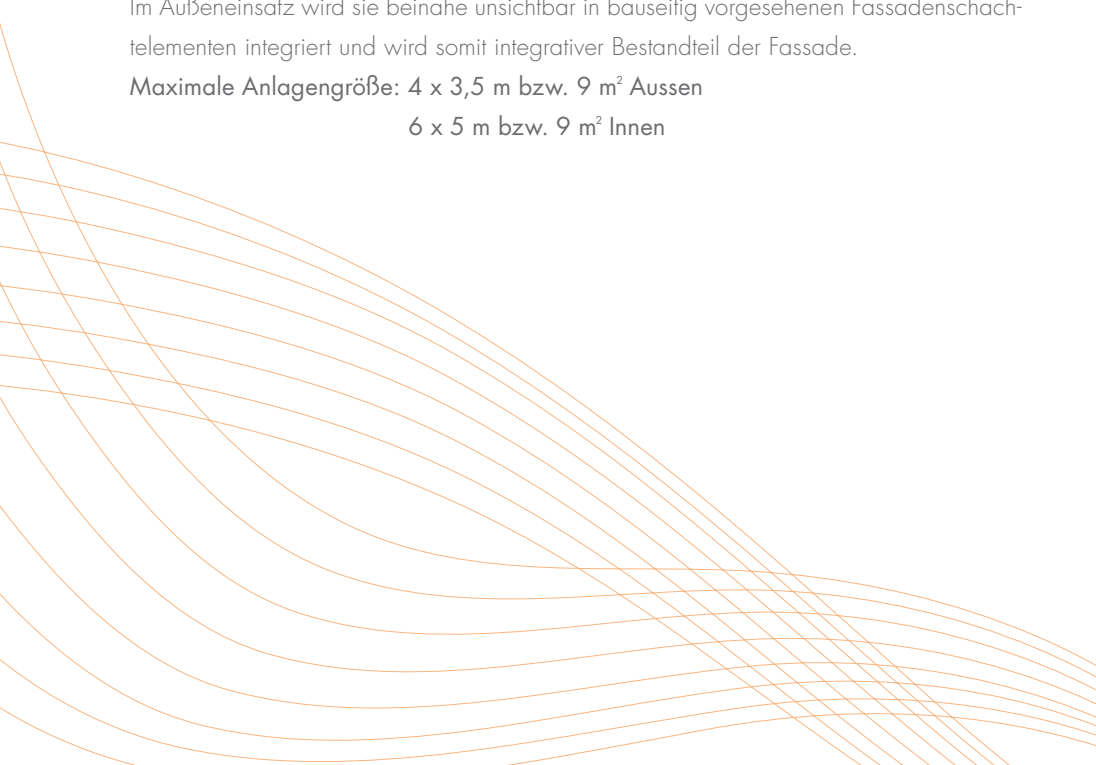 Im Außeneinsatz wird sie beinahe unsichtbar in bauseitig vorgesehenen Fassadenschach-
telementen integriert und wird somit integrativer Bestandteil der Fassade.
Maximale Anlagengröße: 4 x 3,5 m bzw. 9 m² Aussen
6 x 5 m bzw. 9 m² Innen